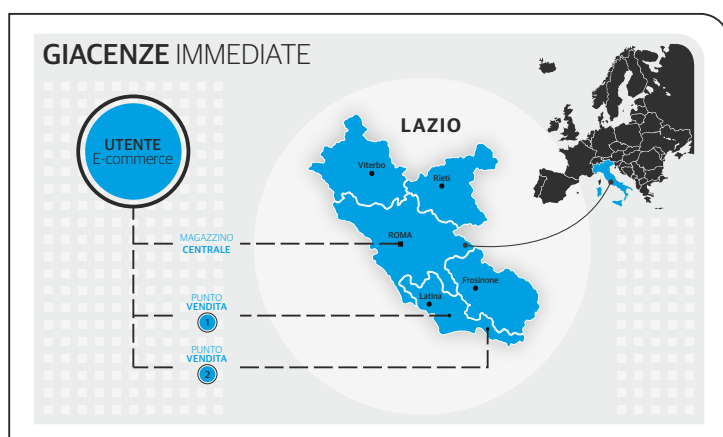 GIACENZE IMMEDIATE
UTENTE
E-commerce
LAZIO
Viterbo
Rieti
ROMA
Frosinone
Latina
MAGAZZINO
CENTRALE
PUNTO
VENDITA
1
PUNTO
VENDITA
2